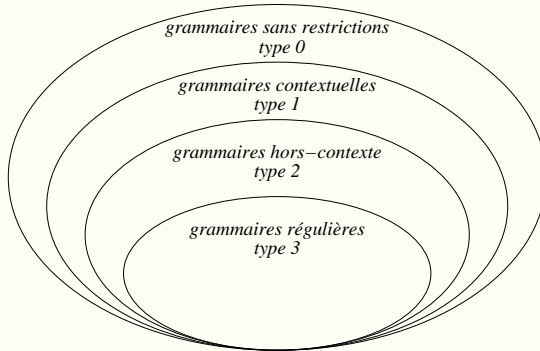 grammaires sans restrictions
type 0
grammaires contextuelles
type 1
grammaires hors−contexte
type 2
grammaires régulières
type 3